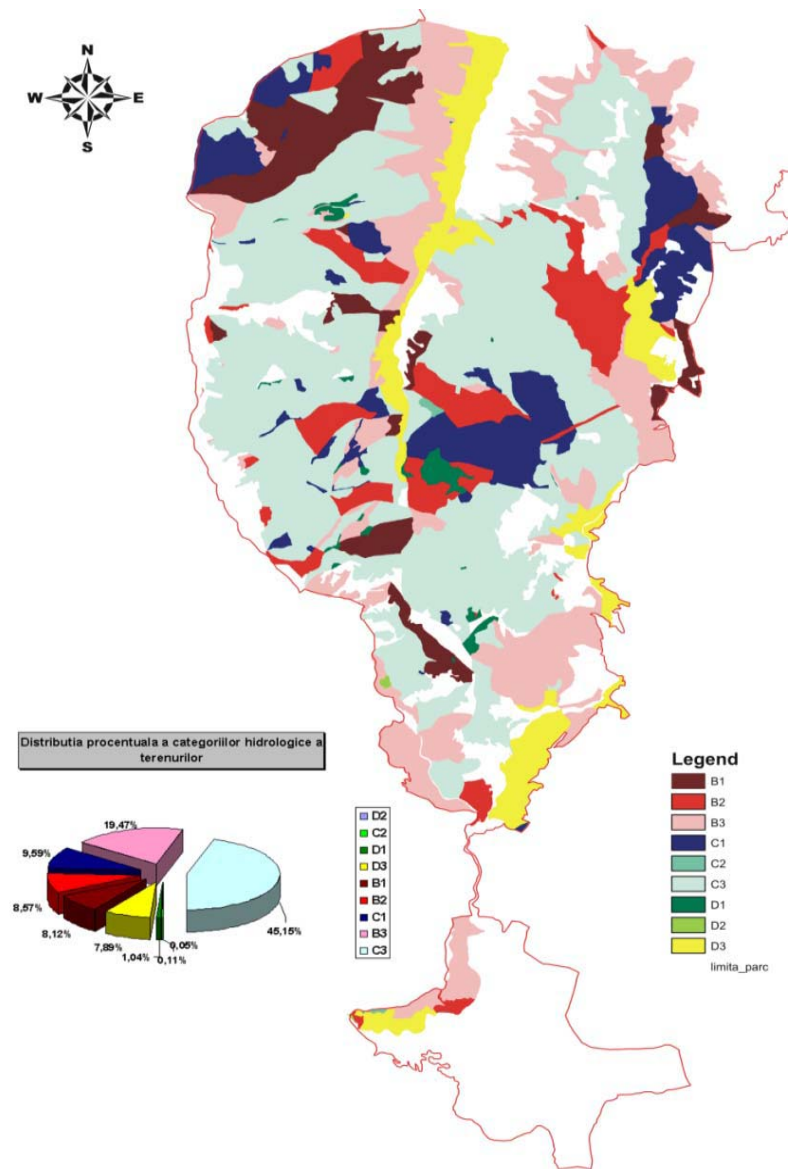 N
W E
S
Distributia procentuala a categoriilor hidrologice a
terenurilor
19,47%
9,59%
8,57%
8,12%
7,89%
1,04%
0,11%
0,05%
45,15%
D2
C2
D1
D3
B1
B2
C1
B3
C3
Legend
B1
B2
B3
C1
C2
C3
D1
D2
D3
limita_parc